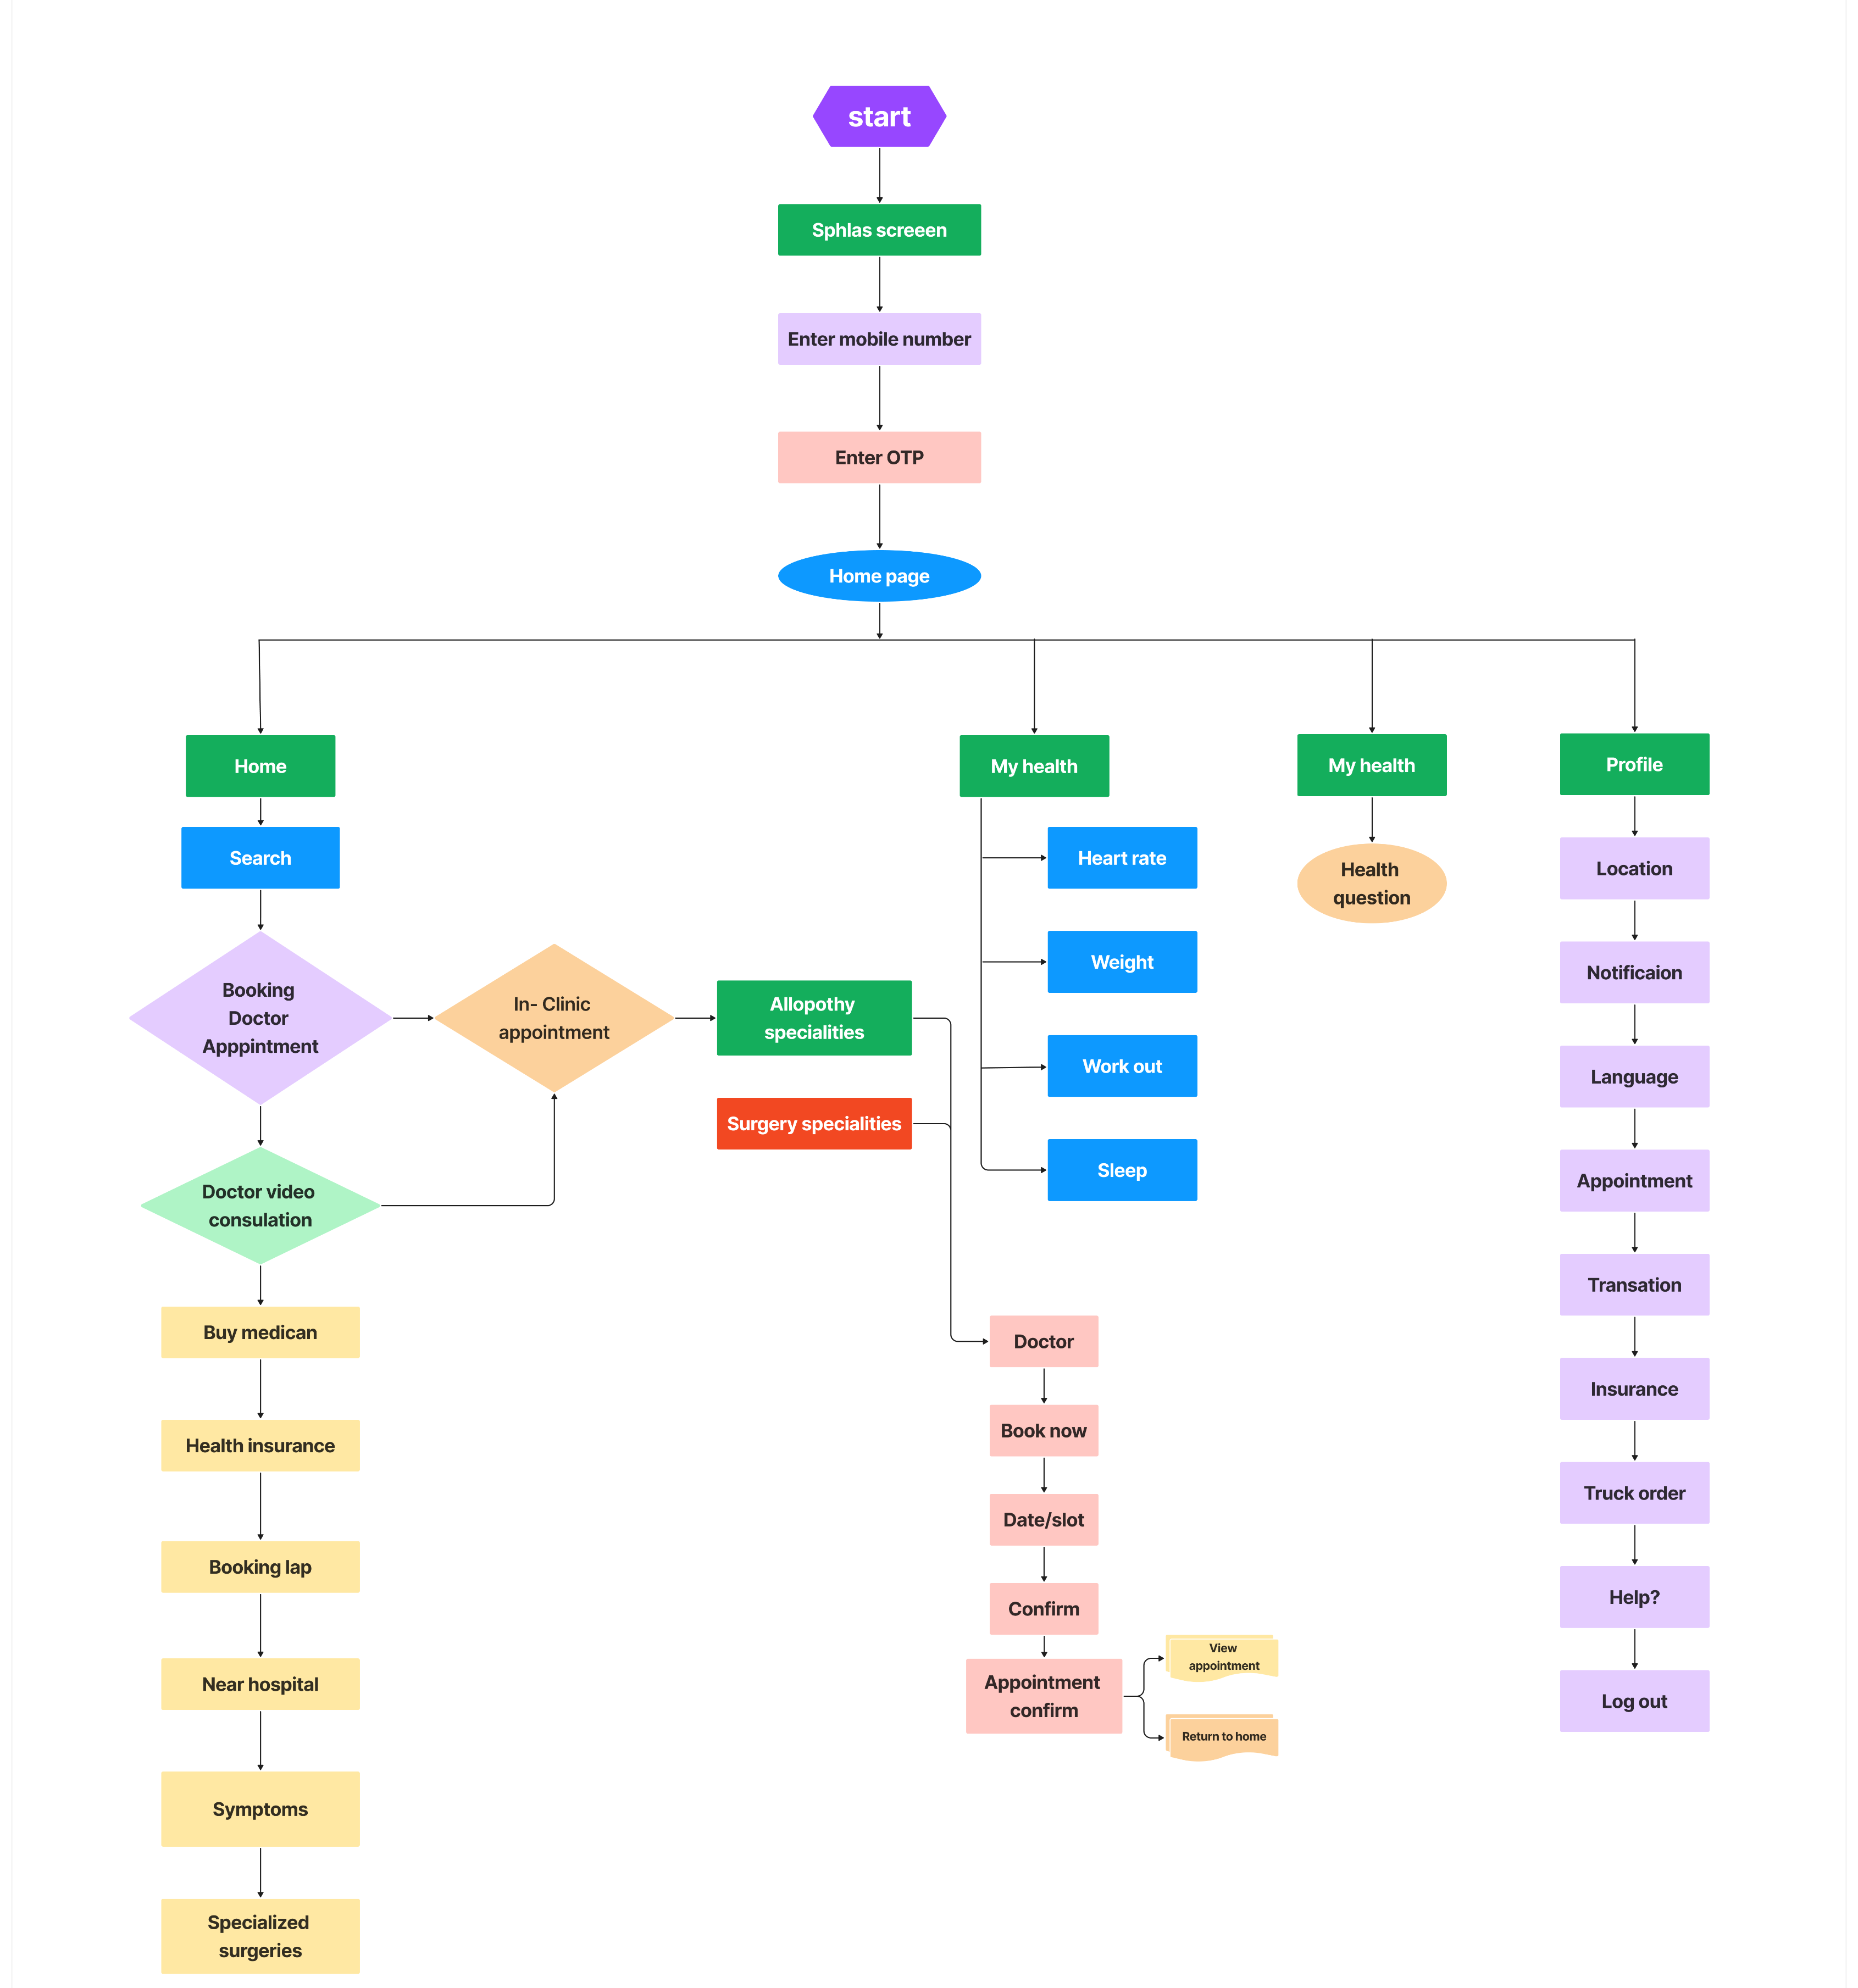 start
Sphlas screeen
Enter mobile number
Enter OTP
Home page
Home
Search
Booking
Doctor
Apppintment
In- Clinic
appointment
Allopothy
specialities
Surgery specialities
Doctor video
consulation
Buy medican
Health insurance
Booking lap
Near hospital
Symptoms
Specialized
surgeries
My health
Heart rate
Weight
Work out
Sleep
Doctor
Book now
Date/slot
Confirm
Appointment
confirm
View
appointment
Return to home
My health
Health
question
Profile
Location
Notificaion
Language
Appointment
Transation
Insurance
Truck order
Help?
Log out